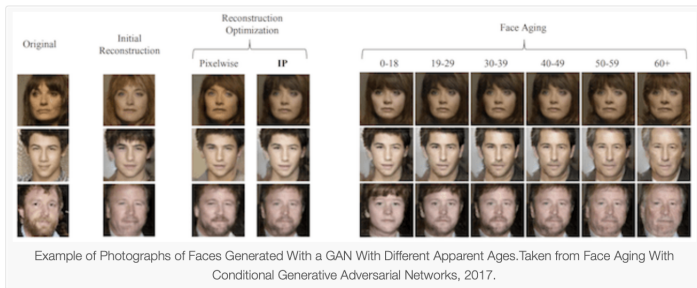 Original
Initial
Reconstruction
Reconstruction
Optimization
Pixelwise
IP
Face Aging
0-18
19-29
30-39
40-49
50-59
60+
Example of Photographs of Faces Generated With a GAN With Different Apparent Ages.Taken from Face Aging With
Conditional Generative Adversarial Networks, 2017.